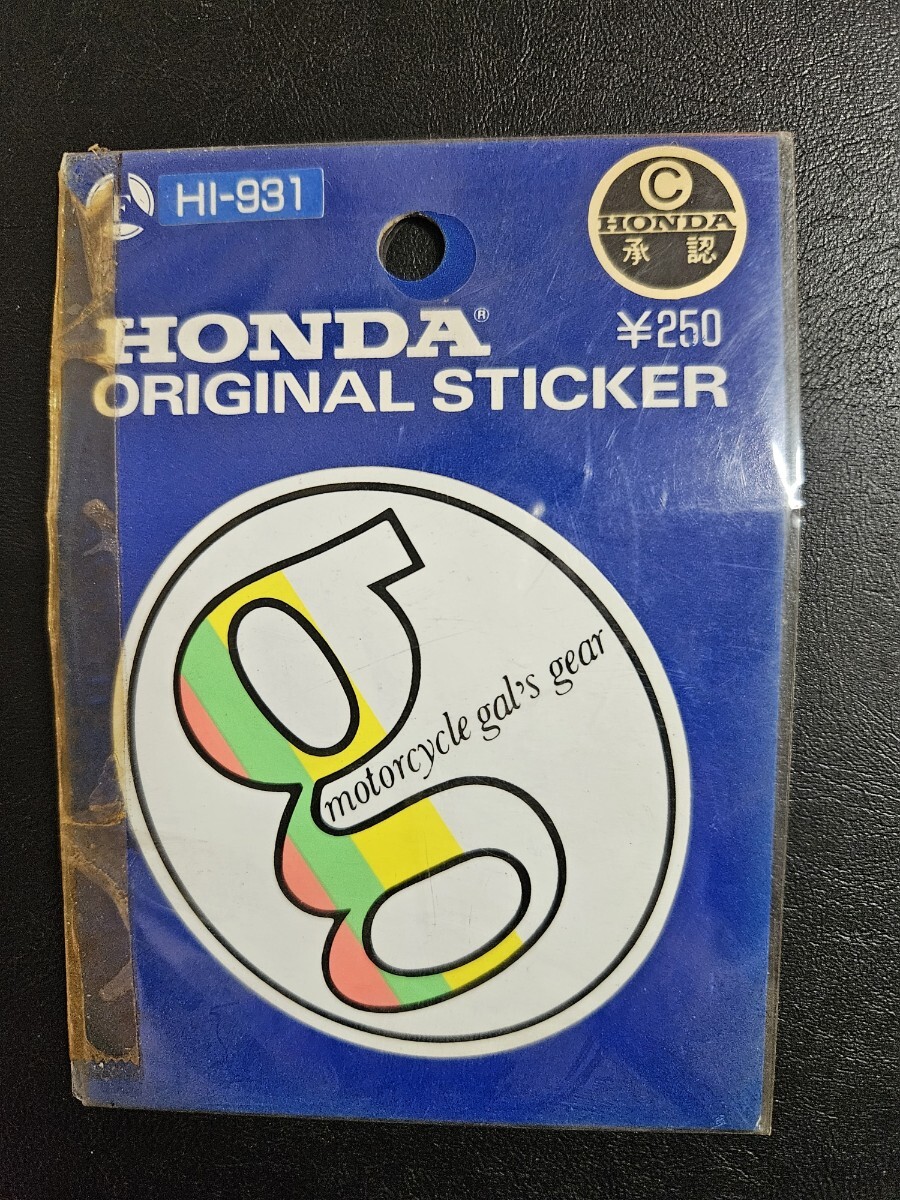 HI-931
©
HONDA
承認
HONDA®
¥250
ORIGINAL STICKER
g
motorcycle gal's gear